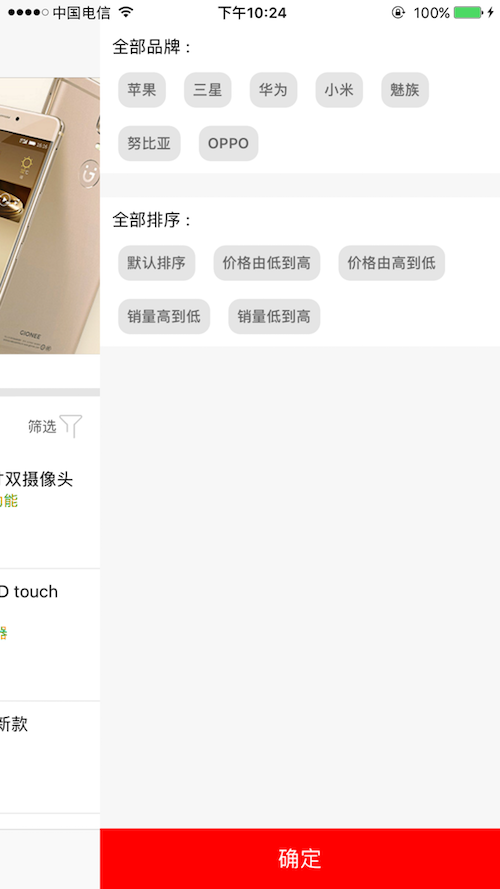 中国电信 下午10:24 100%
全部品牌：
苹果 三星 华为 小米 魅族
努比亚 OPPO
全部排序：
默认排序 价格由低到高 价格由高到低
销量高到低 销量低到高
GIONEE
筛选
双摄像头
能
D touch
器
新款
确定